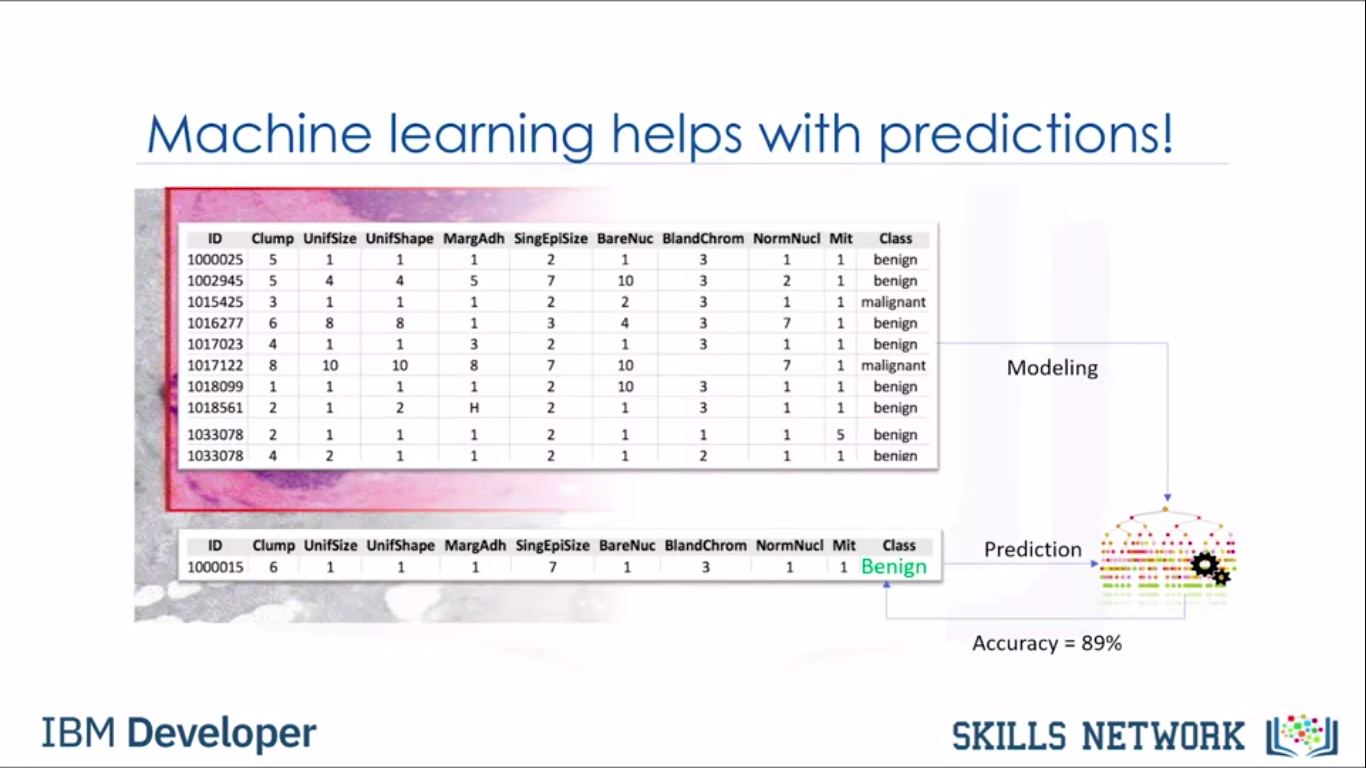 Machine learning helps with predictions!
ID Clump UnifSize UnifShape MargAdh SingEpiSize BareNuc BlandChrom NormNucl Mit Class
1000025 5 1 1 1 2 1 3 1 1 benign
1002945 5 4 4 5 7 10 3 2 1 benign
1015425 3 1 1 1 2 2 3 1 1 malignant
1016277 6 8 8 1 3 4 3 7 1 benign
1017023 4 1 1 3 2 1 3 1 1 benign
1017122 8 10 10 8 7 10 7 1 malignant
1018099 1 1 1 1 2 10 3 1 1 benign
1018561 2 1 2 H 2 1 3 1 1 benign
1033078 2 1 1 1 2 1 1 1 5 benign
1033078 4 2 1 1 2 1 2 1 1 benign
Modeling
ID Clump UnifSize UnifShape MargAdh SingEpiSize BareNuc BlandChrom NormNucl Mit Class
1000015 6 1 1 1 7 1 3 1 1 Benign
Prediction
Accuracy = 89%
IBM Developer
SKILLS NETWORK